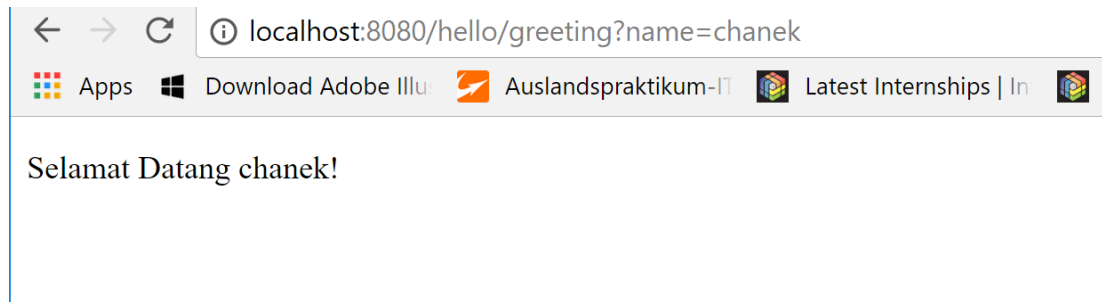 localhost:8080/hello/greeting?name=chanek
Apps Download Adobe Illu Auslandspraktikum-IT Latest Internships | In
Selamat Datang chanek!